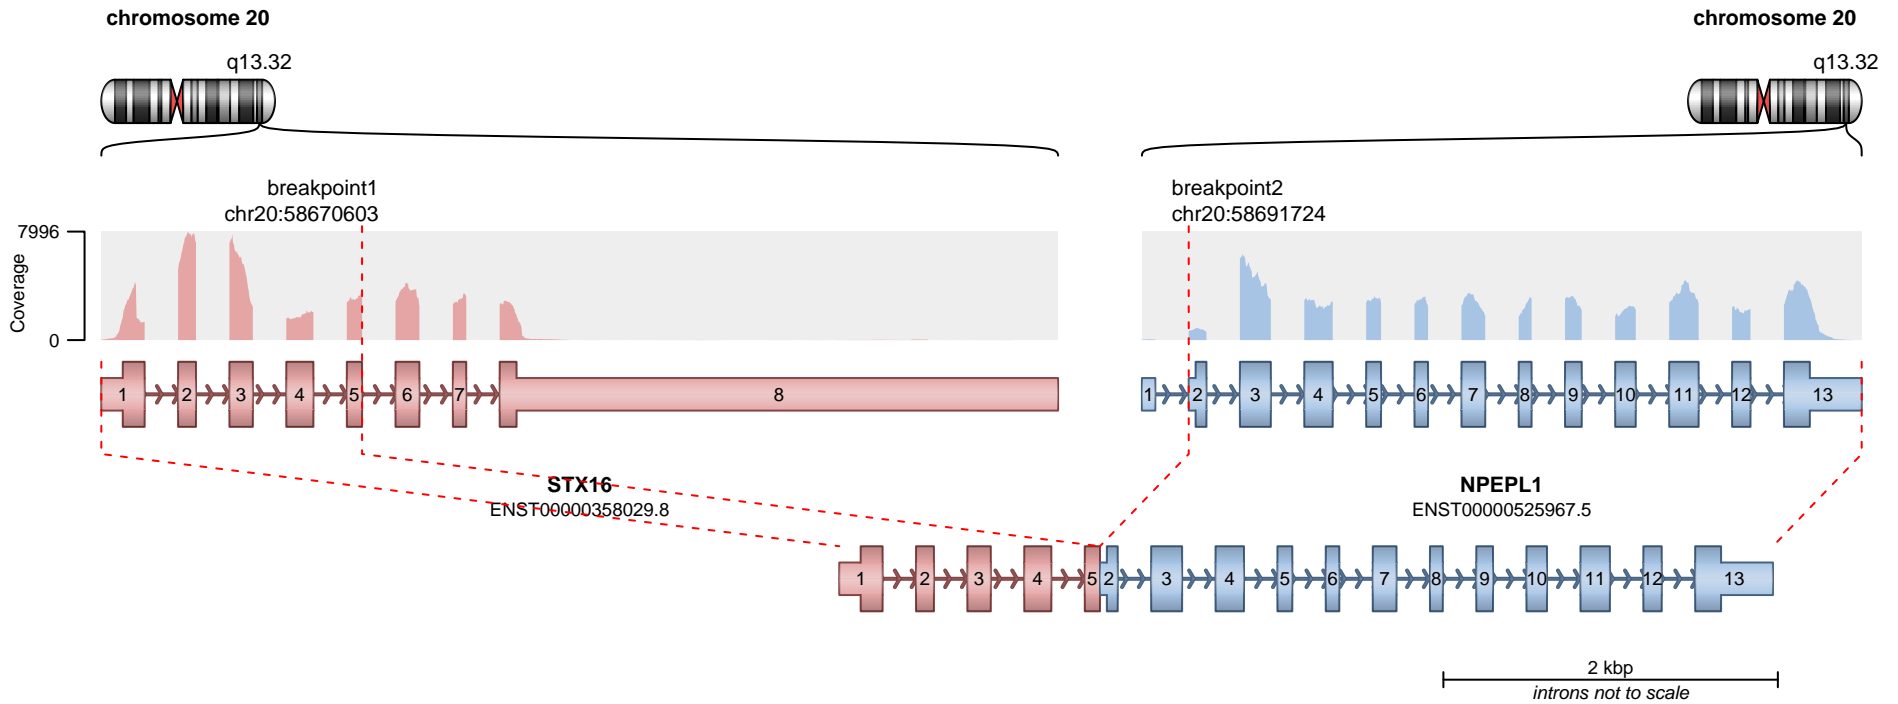 chromosome 20
chromosome 20
q13.32
q13.32
breakpoint1
chr20:58670603
breakpoint2
chr20:58691724
7996
Coverage
0
1 2 3 4 5 6 7 8
1 2 3 4 5 6 7 8 9 10 11 12 13
STX16
ENST00000358029.8
NPEPL1
ENST00000525967.5
1 2 3 4 5 2 3 4 5 6 7 8 9 10 11 12 13
2 kbp
introns not to scale